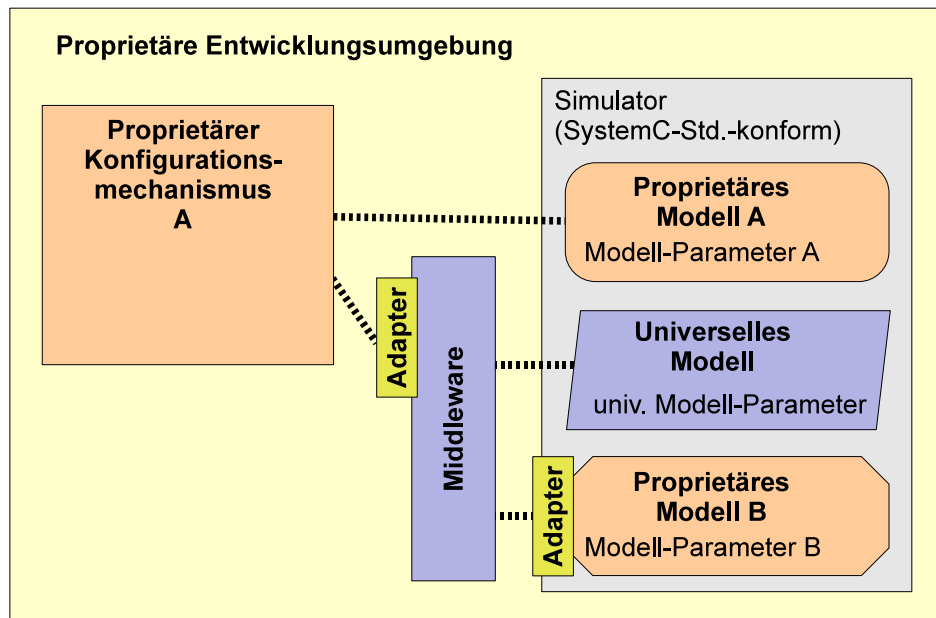 Proprietäre Entwicklungsumgebung
Proprietärer
Konfigurations-
mechanismus
A
Simulator
(SystemC-Std.-konform)
Proprietäres
Modell A
Modell-Parameter A
Adapter
Middleware
Universelles
Modell
univ. Modell-Parameter
Adapter
Proprietäres
Modell B
Modell-Parameter B